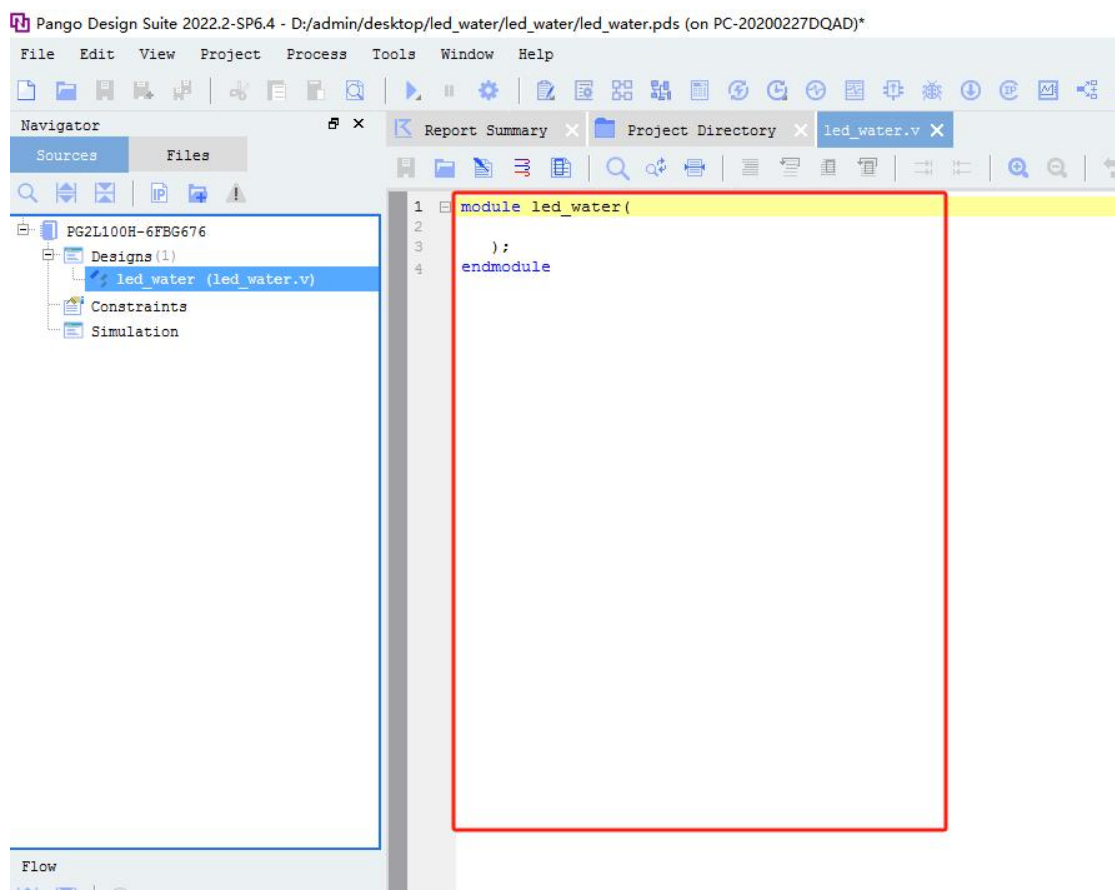 Pango Design Suite 2022.2-SP6.4 - D:/admin/desktop/led_water/led_water/led_water.pds (on PC-20200227DQAD)*
File Edit View Project Process Tools Window Help
Navigator
Report Summary Project Directory led_water.v
Sources Files
PG2L100H-6FBG676
Designs(1)
led_water (led_water.v)
Constraints
Simulation
1 module led_water(
2
3 );
4 endmodule
Flow